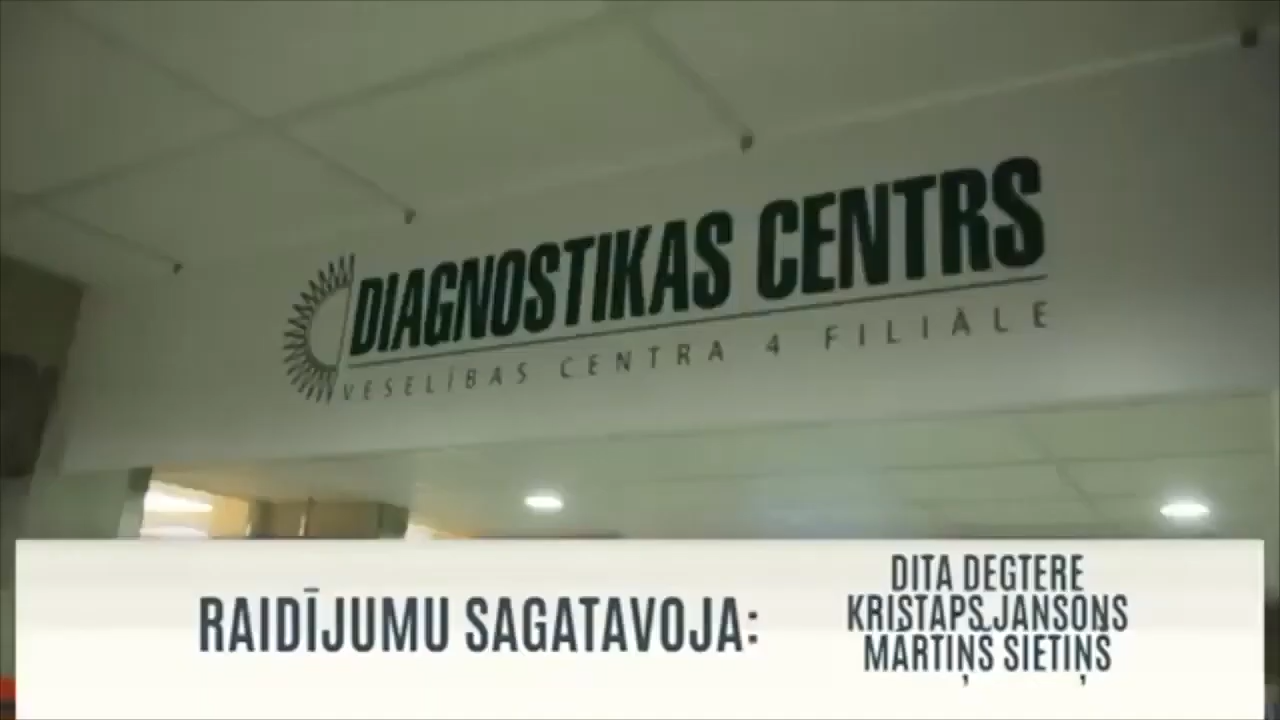 DIAGNOSTIKAS CENTRS
VESELĪBAS CENTRA 4 FILIĀLE
RAIDĪJUMU SAGATAVOJA:
DITA DEGTERE
KRISTAPS JANSONS
MĀRTIŅŠ SIETIŅŠ